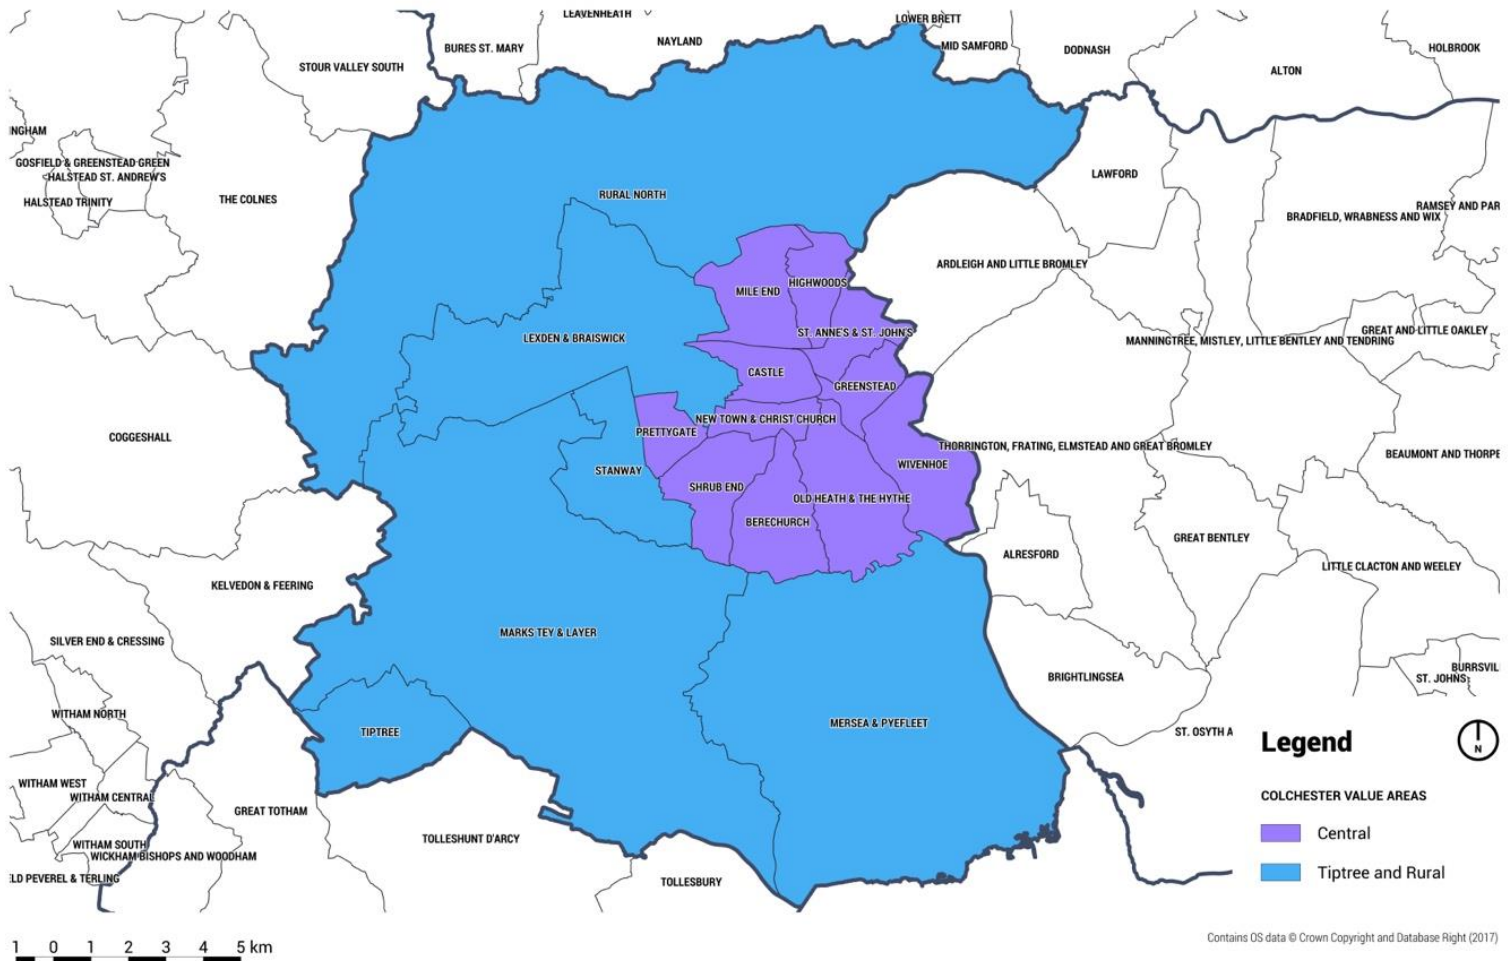 LEAVENHEATH
LOWER BRETT
BURES ST. MARY
NAYLAND
MID SAMFORD
DODNASH
HOLBROOK
STOUR VALLEY SOUTH
ALTON
INGHAM
GOSFIELD & GREENSTEAD GREEN
HALSTEAD ST. ANDREW'S
HALSTEAD TRINITY
THE COLNES
RURAL NORTH
LAWFORD
BRADFIELD, WRABNESS AND WIX
RAMSEY AND PAR
ARDLEIGH AND LITTLE BROMLEY
MILE END
HIGHWOODS
LEXDEN & BRAISWICK
ST. ANNE'S & ST. JOHN'S
MANNINGTREE, MISTLEY, LITTLE BENTLEY AND TENDRING
GREAT AND LITTLE OAKLEY
CASTLE
GREENSTEAD
COGGESHALL
PRETTYGATE
NEW TOWN & CHRIST CHURCH
THORRINGTON, FRATING, ELMSTEAD AND GREAT BROMLEY
BEAUMONT AND THORPE
STANWAY
WIVENHOE
SHRUB END
OLD HEATH & THE HYTHE
BERECHURCH
GREAT BENTLEY
ALRESFORD
LITTLE CLACTON AND WEELEY
KELVEDON & FEERING
SILVER END & CRESSING
MARKS TEY & LAYER
BRIGHTLINGSEA
BURRSVIL
ST. JOHNS
WITHAM NORTH
TIPTREE
MERSEA & PYEFLEET
ST. OSYTH A
WITHAM WEST
WITHAM CENTRAL
GREAT TOTHAM
WITHAM SOUTH
WICKHAM BISHOPS AND WOODHAM
TOLLESHUNT D'ARCY
ELD PEVEREL & TERLING
TOLLESBURY
Legend
N
COLCHESTER VALUE AREAS
Central
Tiptree and Rural
Contains OS data © Crown Copyright and Database Right (2017)
1 0 1 2 3 4 5 km